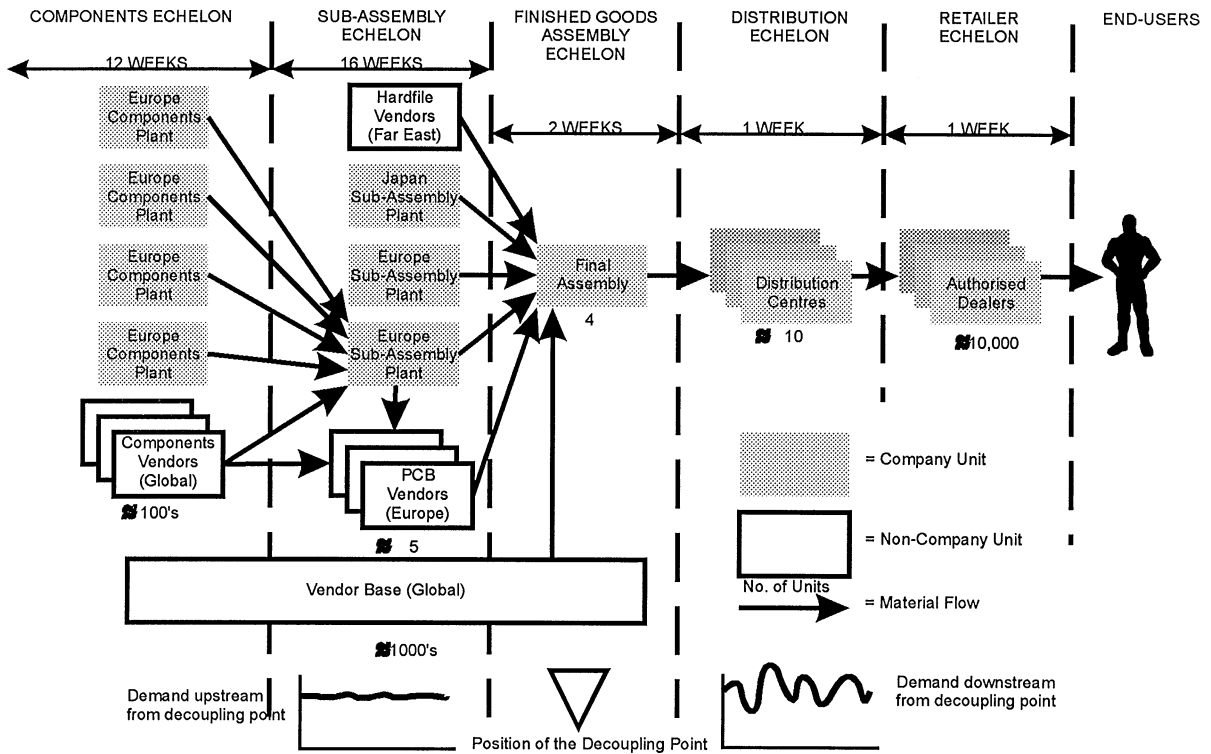 COMPONENTS ECHELON
SUB-ASSEMBLY
ECHELON
FINISHED GOODS
ASSEMBLY
ECHELON
DISTRIBUTION
ECHELON
RETAILER
ECHELON
END-USERS
12 WEEKS
16 WEEKS
2 WEEKS
1 WEEK
1 WEEK
Europe
Components
Plant
Europe
Components
Plant
Europe
Components
Plant
Europe
Components
Plant
Components
Vendors
(Global)
100's
Hardfile
Vendors
(Far East)
Japan
Sub-Assembly
Plant
Europe
Sub-Assembly
Plant
Europe
Sub-Assembly
Plant
PCB
Vendors
(Europe)
5
Final
Assembly
4
Distribution
Centres
10
Authorised
Dealers
10,000
Vendor Base (Global)
1000's
= Company Unit
= Non-Company Unit
No. of Units
= Material Flow
Demand upstream
from decoupling point
Position of the Decoupling Point
Demand downstream
from decoupling point